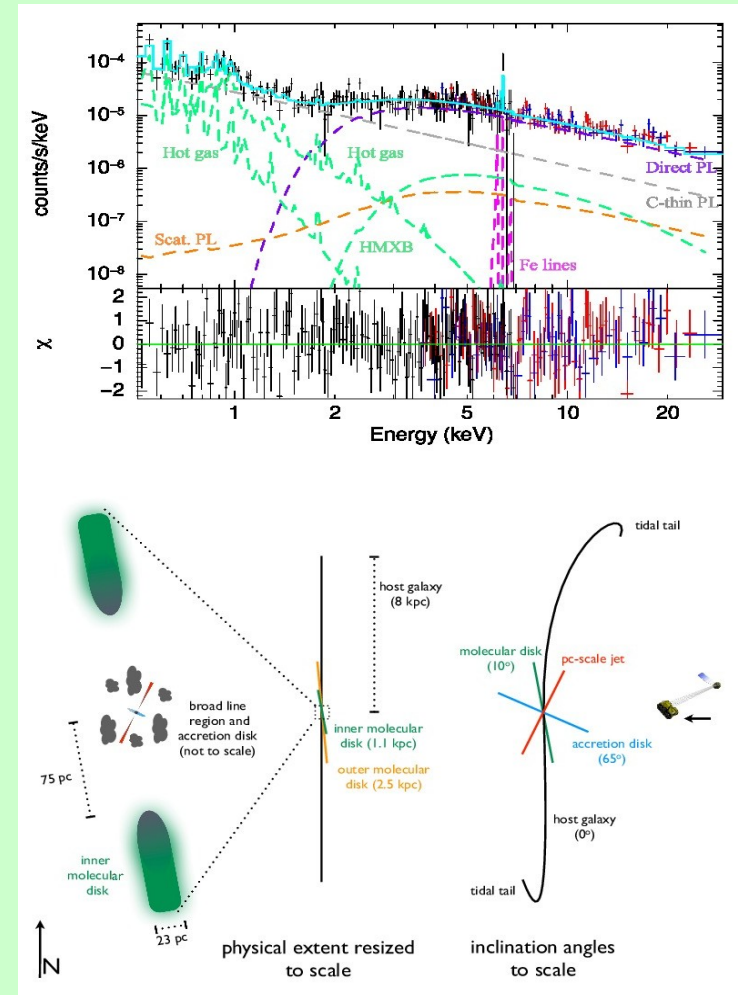 counts/s/keV
10⁻⁴
10⁻⁵
10⁻⁶
10⁻⁷
10⁻⁸
Hot gas
Hot gas
Direct PL
C-thin PL
Scat. PL
HMXB
Fe lines
χ
2
1
0
−1
−2
1
2
5
10
20
Energy (keV)
tidal tail
host galaxy
(8 kpc)
molecular disk
(10°)
pc-scale jet
broad line
region and
accretion disk
(not to scale)
inner molecular
disk (1.1 kpc)
outer molecular
disk (2.5 kpc)
accretion disk
(65°)
75 pc
host galaxy
(0°)
inner
molecular
disk
tidal tail
23 pc
N
physical extent resized
to scale
inclination angles
to scale